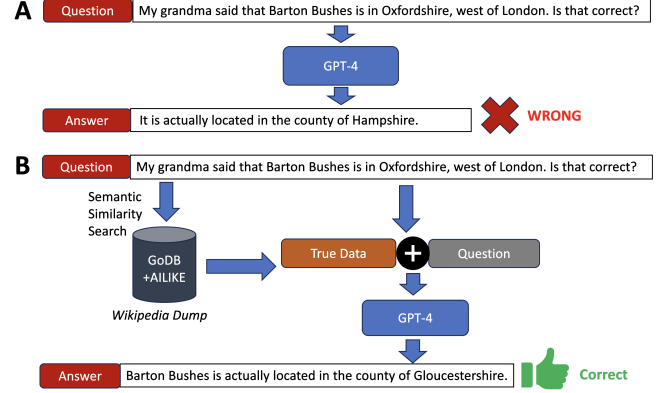 A
Question
My grandma said that Barton Bushes is in Oxfordshire, west of London. Is that correct?
GPT-4
Answer
It is actually located in the county of Hampshire.
WRONG
B
Question
My grandma said that Barton Bushes is in Oxfordshire, west of London. Is that correct?
Semantic
Similarity
Search
GoDB
+AILIKE
Wikipedia Dump
True Data
+
Question
GPT-4
Answer
Barton Bushes is actually located in the county of Gloucestershire.
Correct